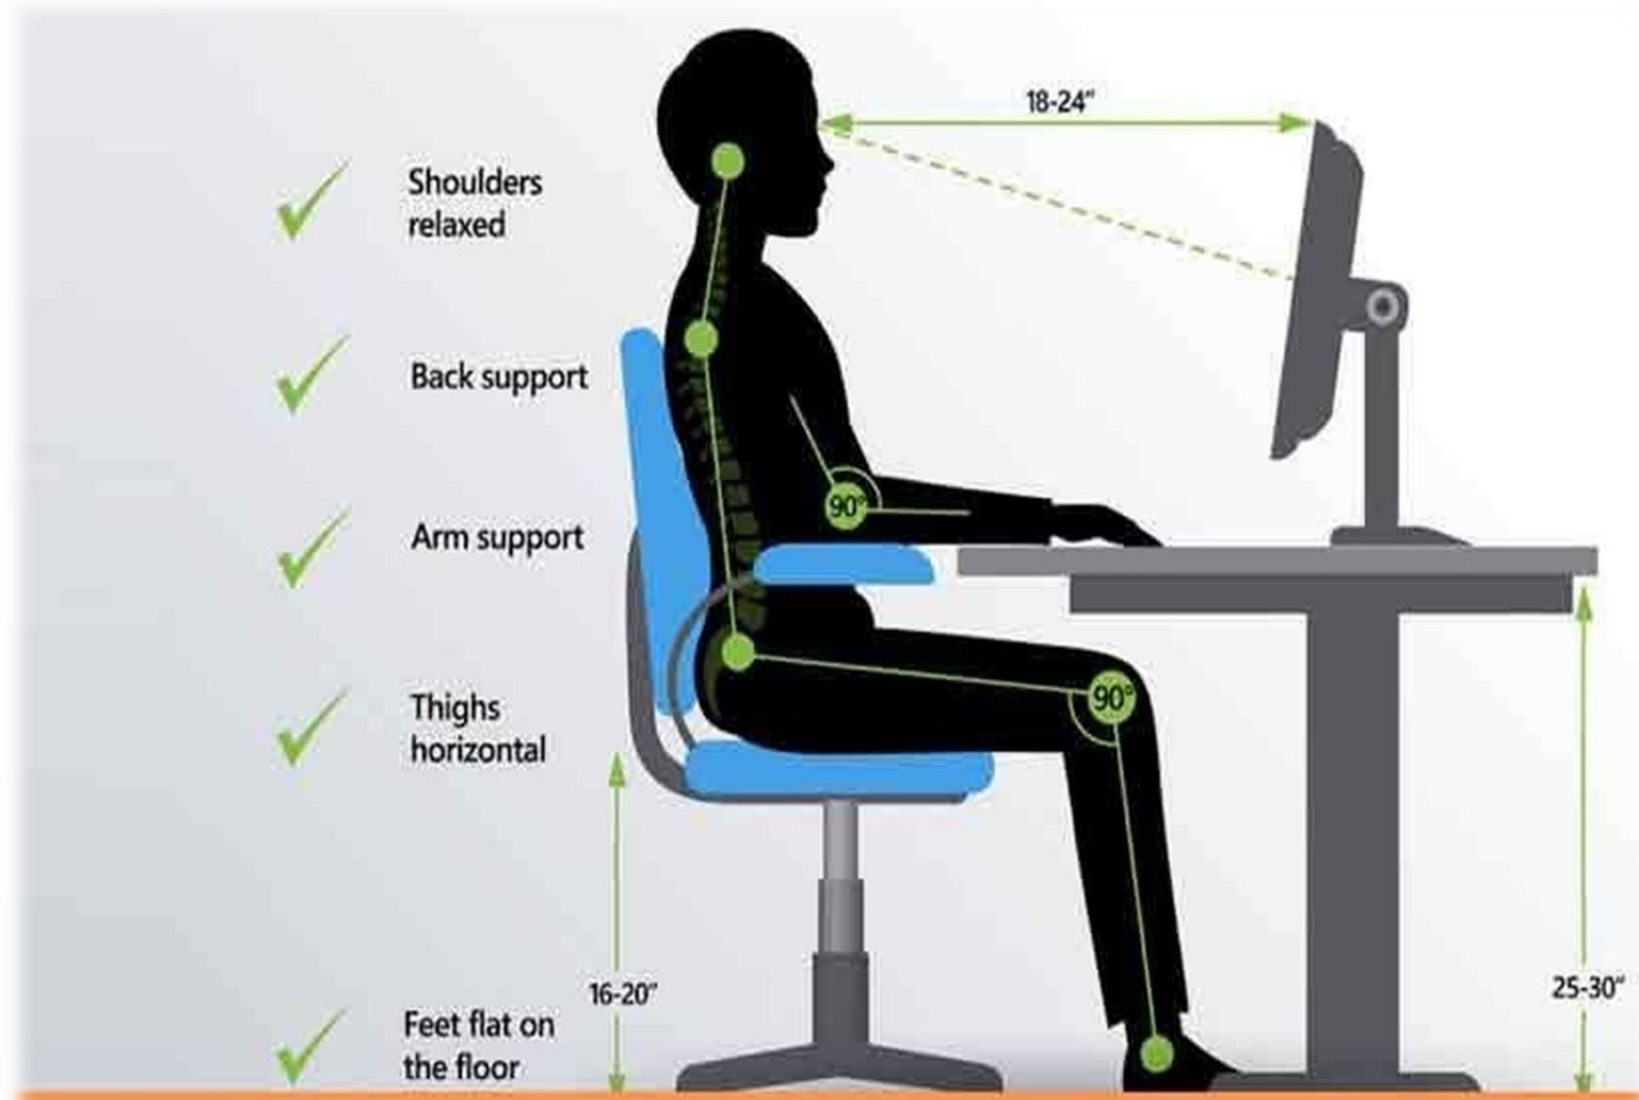 18-24"
Shoulders
relaxed
Back support
90°
Arm support
90°
Thighs
horizontal
16-20"
25-30"
Feet flat on
the floor